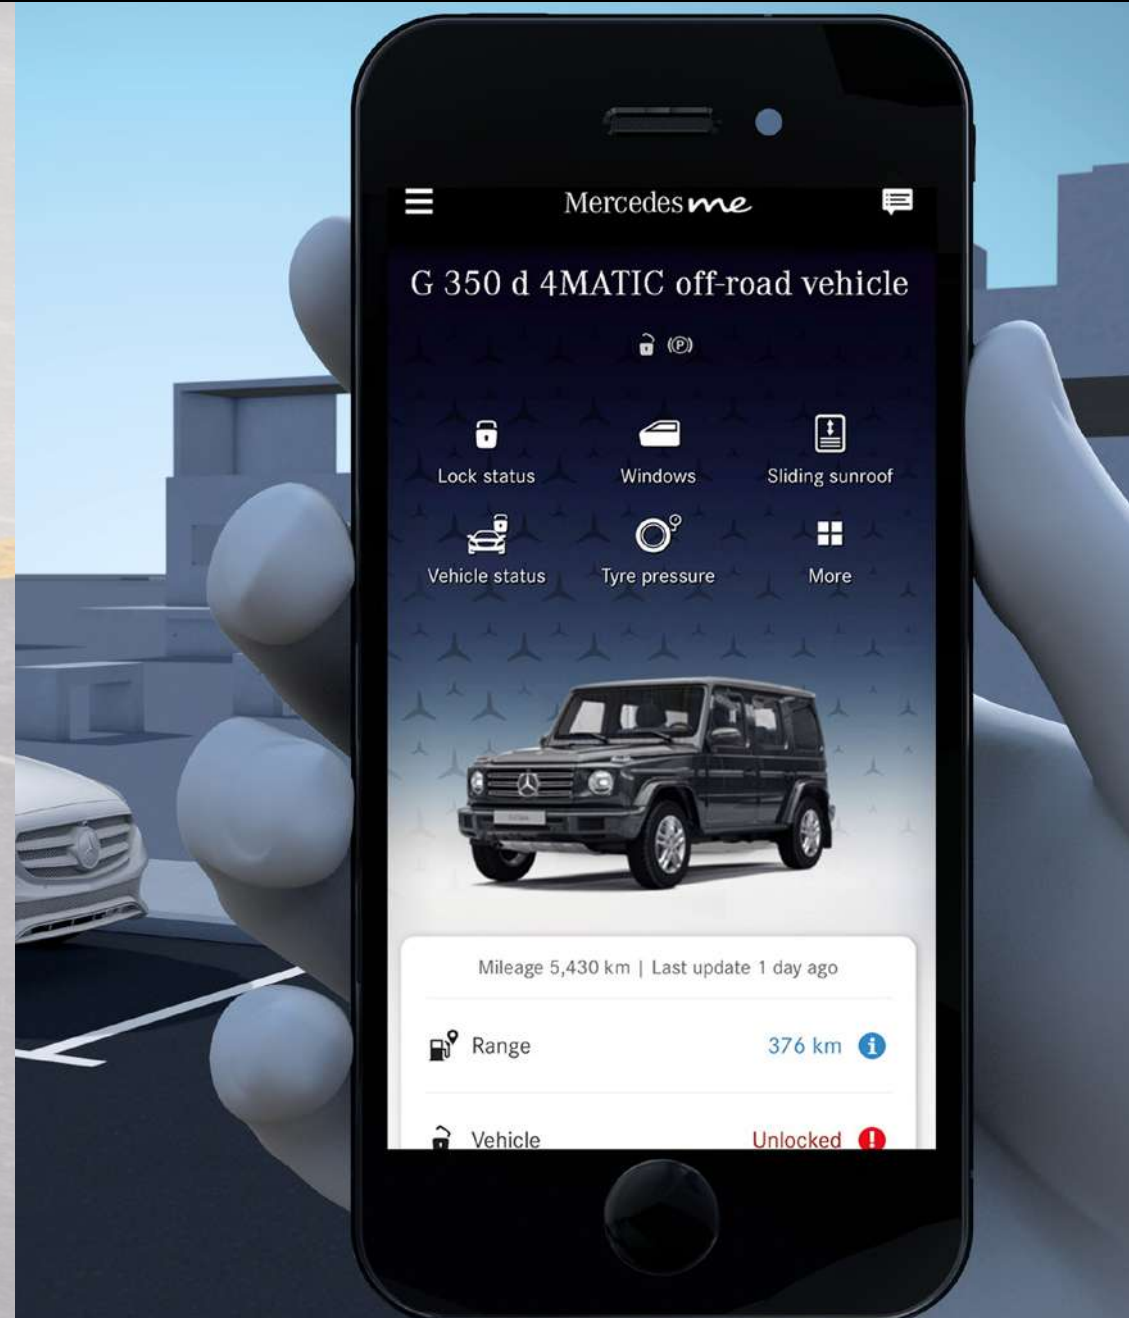 Mercedes me
G 350 d 4MATIC off-road vehicle
(P)
Lock status
Windows
Sliding sunroof
Vehicle status
Tyre pressure
More
Mileage 5,430 km | Last update 1 day ago
Range
376 km
Vehicle
Unlocked